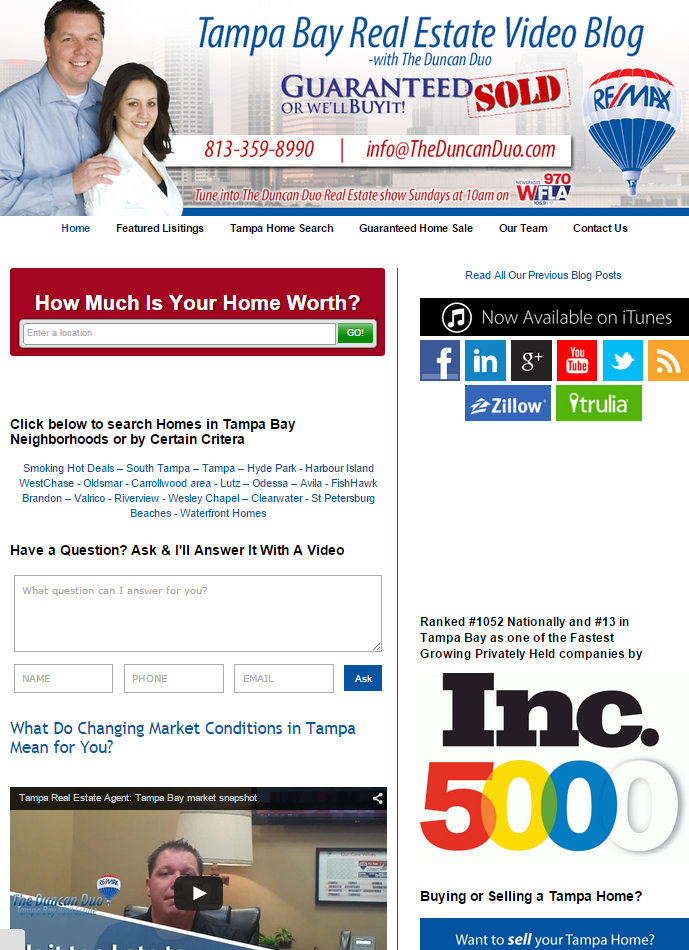 Tampa Bay Real Estate Video Blog
-with The Duncan Duo
GUARANTEED SOLD
OR WE'LL BUY IT!
RE/MAX
813-359-8990 | info@TheDuncanDuo.com
Tune into The Duncan Duo Real Estate show Sundays at 10am on NEWSRADIO 970 WFLA
Home Featured Lisitings Tampa Home Search Guaranteed Home Sale Our Team Contact Us
How Much Is Your Home Worth?
Enter a location GO!
Click below to search Homes in Tampa Bay
Neighborhoods or by Certain Critera
Smoking Hot Deals – South Tampa – Tampa – Hyde Park - Harbour Island
WestChase - Oldsmar - Carrollwood area - Lutz – Odessa – Avila - FishHawk
Brandon – Valrico - Riverview - Wesley Chapel – Clearwater - St Petersburg
Beaches - Waterfront Homes
Have a Question? Ask & I'll Answer It With A Video
What question can I answer for you?
NAME PHONE EMAIL Ask
What Do Changing Market Conditions in Tampa
Mean for You?
Tampa Real Estate Agent: Tampa Bay market snapshot
The Duncan Duo
RE/MAX
Read All Our Previous Blog Posts
Now Available on iTunes
f in g+ You Tube
Zillow trulia
Ranked #1052 Nationally and #13 in
Tampa Bay as one of the Fastest
Growing Privately Held companies by
Inc.
5000
Buying or Selling a Tampa Home?
Want to sell your Tampa Home?